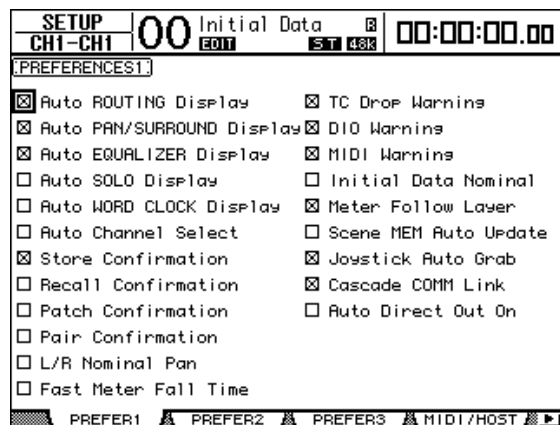 SETUP
CH1-CH1
00
Initial Data
R
EDIT
ST
48k
00:00:00.00
PREFERENCES1
Auto ROUTING Display
TC Drop Warning
Auto PAN/SURROUND Display
DIO Warning
Auto EQUALIZER Display
MIDI Warning
Auto SOLO Display
Initial Data Nominal
Auto WORD CLOCK Display
Meter Follow Layer
Auto Channel Select
Scene MEM Auto Update
Store Confirmation
Joystick Auto Grab
Recall Confirmation
Cascade COMM Link
Patch Confirmation
Auto Direct Out On
Pair Confirmation
L/R Nominal Pan
Fast Meter Fall Time
PREFER1
PREFER2
PREFER3
MIDI/HOST